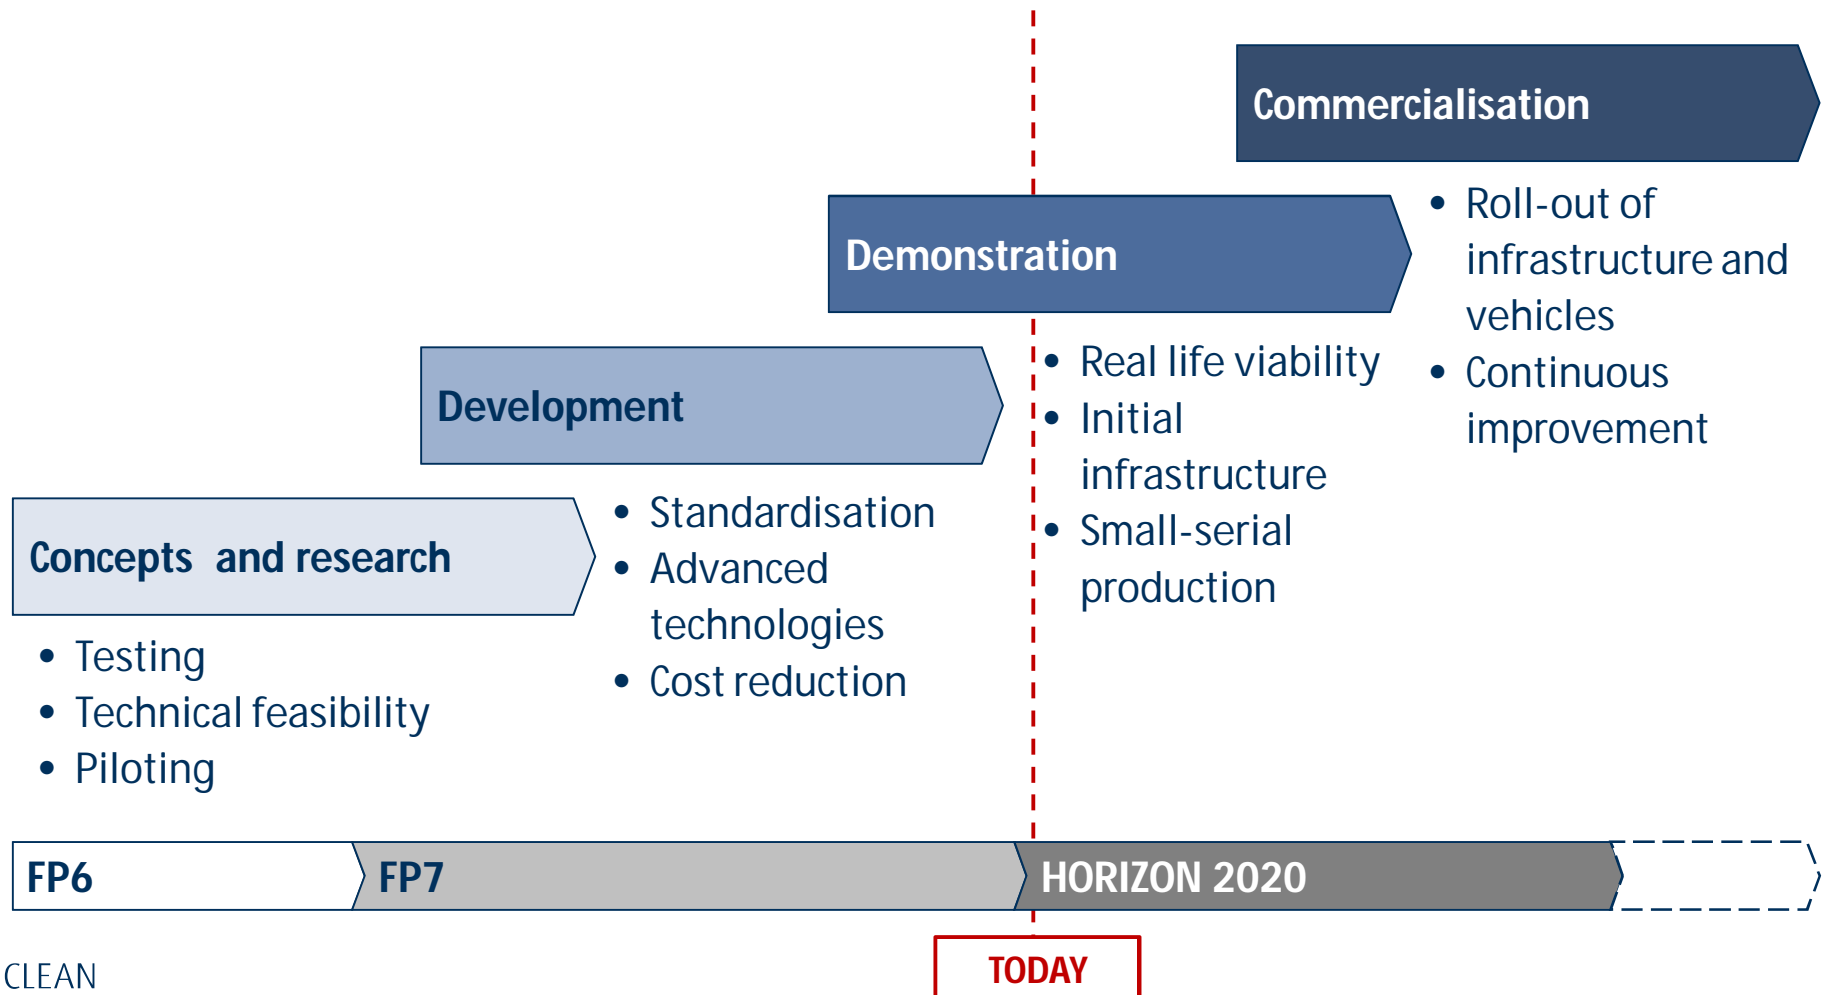 Commercialisation
• Roll-out of
infrastructure and
vehicles
• Continuous
improvement
Demonstration
• Real life viability
• Initial
infrastructure
• Small-serial
production
Development
• Standardisation
• Advanced
technologies
• Cost reduction
Concepts and research
• Testing
• Technical feasibility
• Piloting
FP6
FP7
HORIZON 2020
TODAY
CLEAN